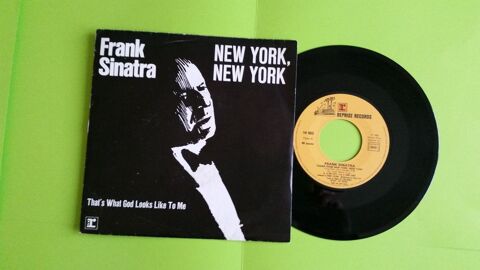 Frank
Sinatra
NEW YORK,
NEW YORK
That's What God Looks Like To Me
REPRISE RECORDS
FRANK SINATRA